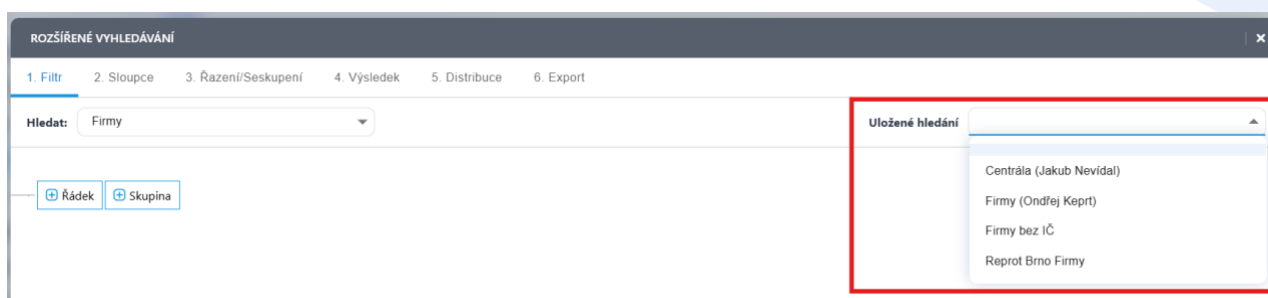 ROZŠÍŘENÉ VYHLEDÁVÁNÍ
1. Filtr 2. Sloupce 3. Řazení/Seskupení 4. Výsledek 5. Distribuce 6. Export
Hledat: Firmy Uložené hledání
Centrála (Jakub Nevídal)
Řádek Skupina
Firmy (Ondřej Keprt)
Firmy bez IČ
Reprot Brno Firmy